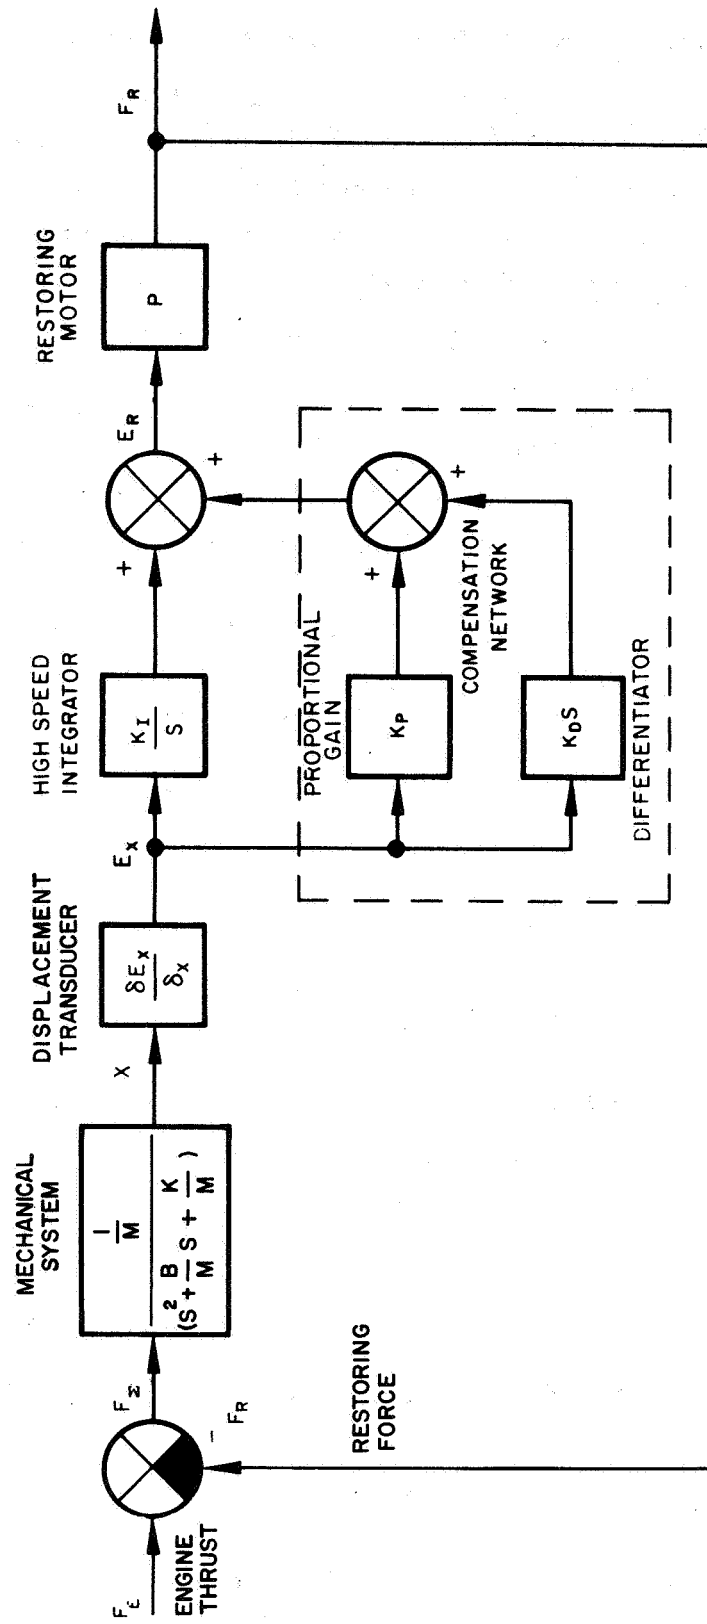 F_E
ENGINE
THRUST
F_Σ
-
F_R
RESTORING
FORCE
MECHANICAL
SYSTEM
1
M
(S² + B/M S + K/M)
X
DISPLACEMENT
TRANSDUCER
δE_X
δ_X
E_X
HIGH SPEED
INTEGRATOR
K_I
S
+
+
E_R
RESTORING
MOTOR
P
F_R
PROPORTIONAL
GAIN
K_P
+
+
COMPENSATION
NETWORK
K_D S
DIFFERENTIATOR